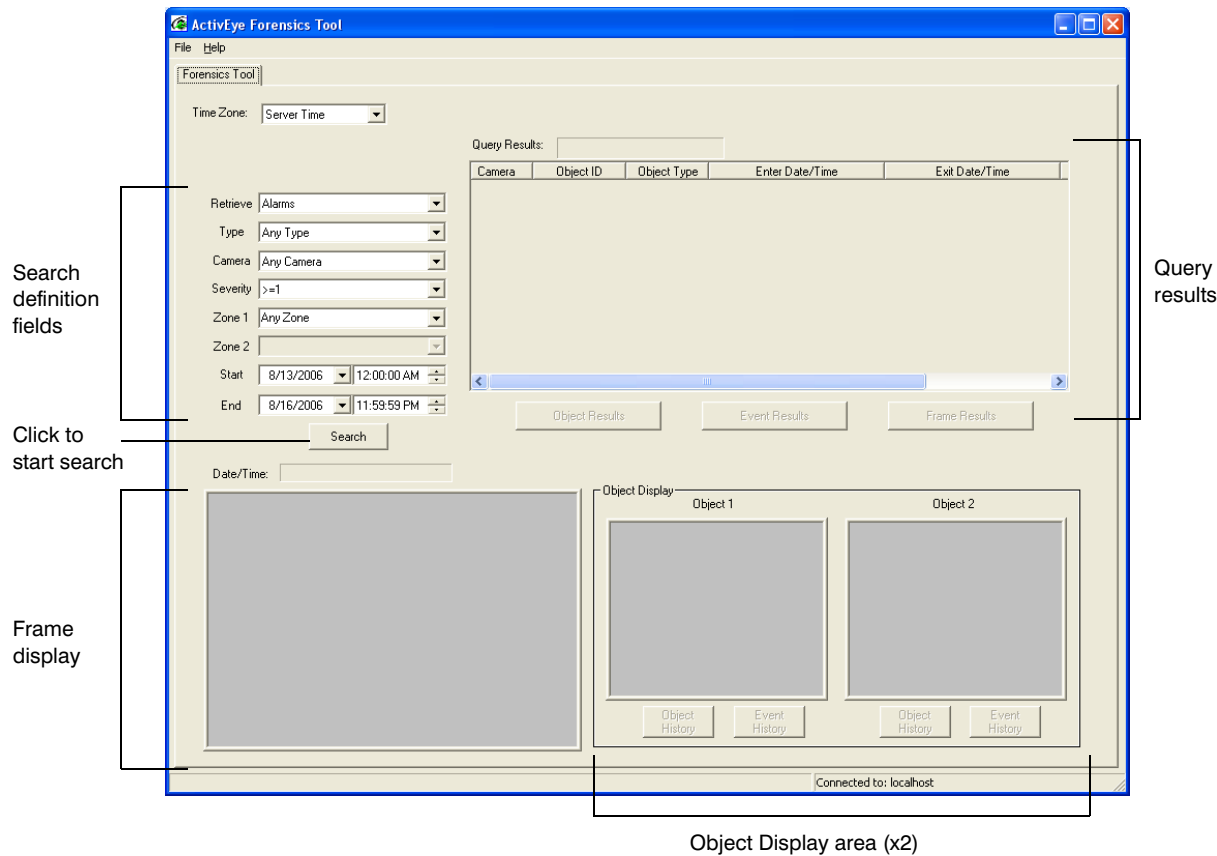 ActivEye Forensics Tool
File Help
Forensics Tool
Time Zone: Server Time
Query Results:
Camera Object ID Object Type Enter Date/Time Exit Date/Time
Retrieve Alarms
Type Any Type
Camera Any Camera
Severity >=1
Zone 1 Any Zone
Zone 2
Start 8/13/2006 12:00:00 AM
End 8/16/2006 11:59:59 PM
Search
definition
fields
Query
results
Object Results Event Results Frame Results
Click to
start search
Search
Date/Time:
Object Display
Object 1 Object 2
Frame
display
Object
History
Event
History
Object
History
Event
History
Connected to: localhost
Object Display area (x2)